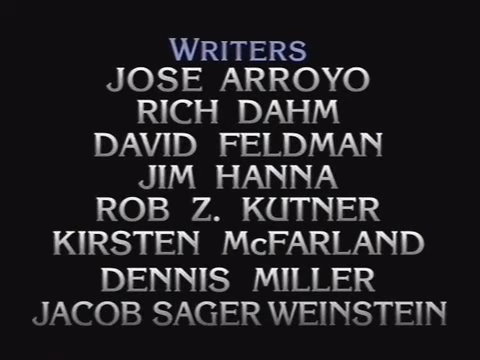 WRITERS
JOSE ARROYO
RICH DAHM
DAVID FELDMAN
JIM HANNA
ROB Z. KUTNER
KIRSTEN McFARLAND
DENNIS MILLER
JACOB SAGER WEINSTEIN